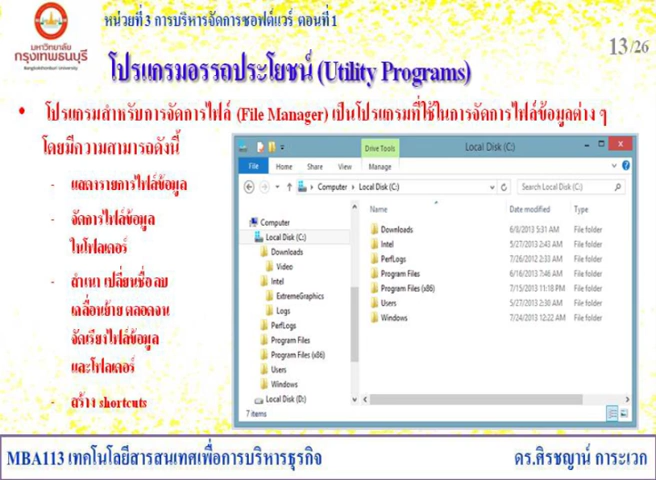 หน่วยที่ 3 การบริหารจัดการซอฟต์แวร์ ตอนที่ 1
13/26
มหาวิทยาลัย
กรุงเทพธนบุรี
Bangkokthonburi University
โปรแกรมอรรถประโยชน์ (Utility Programs)
• โปรแกรมสำหรับการจัดการไฟล์ (File Manager) เป็นโปรแกรมที่ใช้ในการจัดการไฟล์ข้อมูลต่าง ๆ
โดยมีความสามารถดังนี้
- แสดงรายการไฟล์ข้อมูล
- จัดการไฟล์ข้อมูล
ในโฟลเดอร์
- สำเนา เปลี่ยนชื่อ ลบ
เคลื่อนย้าย ตลอดจน
จัดเรียงไฟล์ข้อมูล
และโฟลเดอร์
- สร้าง shortcuts
Drive Tools
Local Disk (C:)
File Home Share View Manage
Computer Local Disk (C:)
Search Local Disk (C:)
Computer
Local Disk (C:)
Downloads
Video
Intel
ExtremeGraphics
Logs
PerfLogs
Program Files
Program Files (x86)
Users
Windows
Local Disk (D:)
Name Date modified Type
Downloads 6/8/2013 5:31 AM File folder
Intel 5/27/2013 2:43 AM File folder
PerfLogs 7/26/2012 2:33 AM File folder
Program Files 6/16/2013 7:46 AM File folder
Program Files (x86) 7/15/2013 11:18 PM File folder
Users 5/27/2013 2:30 AM File folder
Windows 7/24/2013 12:22 AM File folder
7 items
MBA113 เทคโนโลยีสารสนเทศเพื่อการบริหารธุรกิจ
ดร.ศิรชญาน์ การะเวก